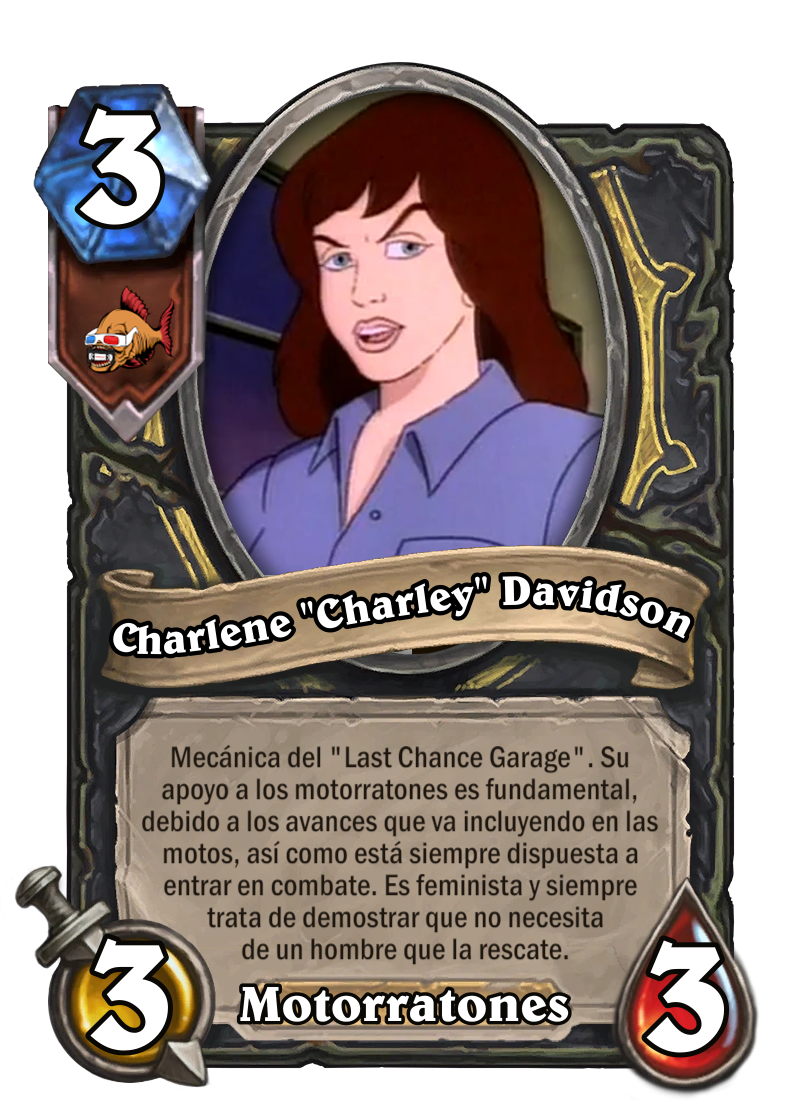 3
Charlene "Charley" Davidson
Mecánica del "Last Chance Garage". Su
apoyo a los motorratones es fundamental,
debido a los avances que va incluyendo en las
motos, así como está siempre dispuesta a
entrar en combate. Es feminista y siempre
trata de demostrar que no necesita
de un hombre que la rescate.
3
Motorratones
3